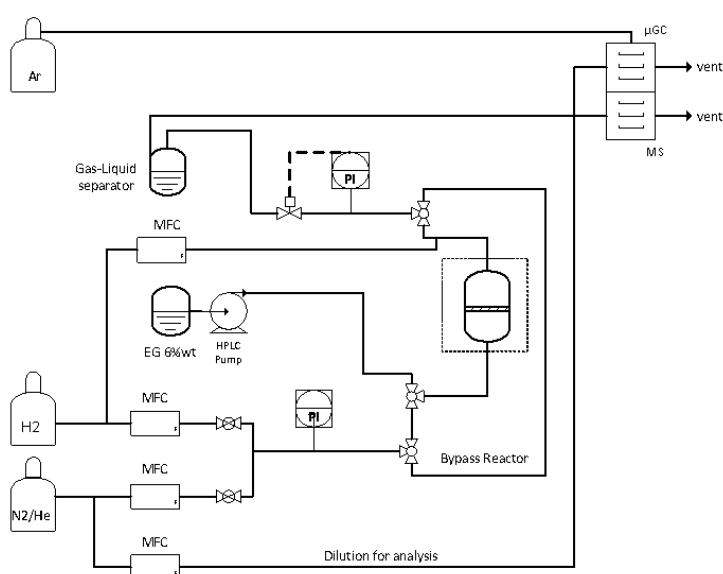 µGC
Ar
vent
vent
MS
Gas-Liquid
separator
PI
MFC
F
EG 6%wt
HPLC
Pump
H2
MFC
F
PI
Bypass Reactor
MFC
F
N2/He
MFC
F
Dilution for analysis